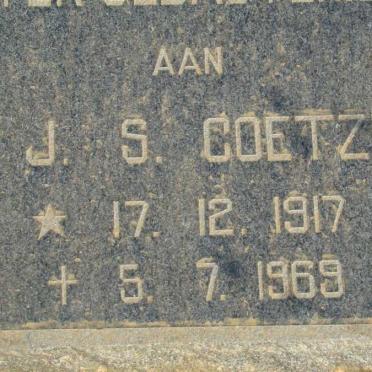 AAN
J. S. COETZ
★ 17. 12. 1917
✝ 5. 7. 1969